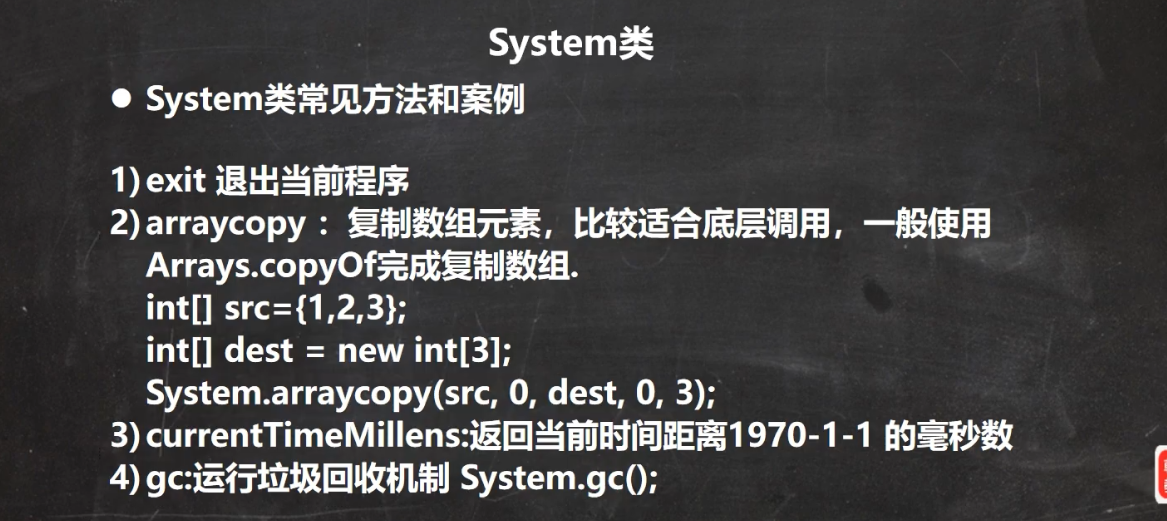 System类
● System类常见方法和案例
1) exit 退出当前程序
2) arraycopy ：复制数组元素，比较适合底层调用，一般使用
Arrays.copyOf完成复制数组.
int[] src={1,2,3};
int[] dest = new int[3];
System.arraycopy(src, 0, dest, 0, 3);
3) currentTimeMillens:返回当前时间距离1970-1-1 的毫秒数
4) gc:运行垃圾回收机制 System.gc();